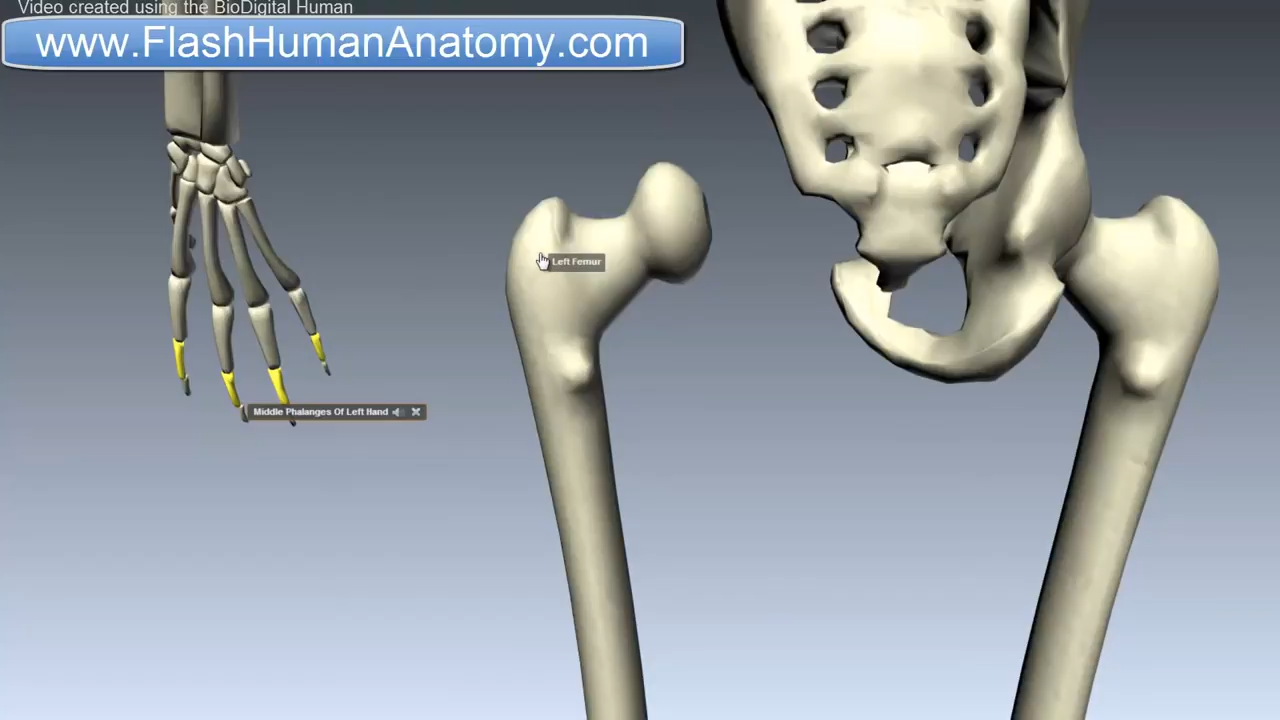 Video created using the BioDigital Human
www.FlashHumanAnatomy.com
Left Femur
Middle Phalanges Of Left Hand